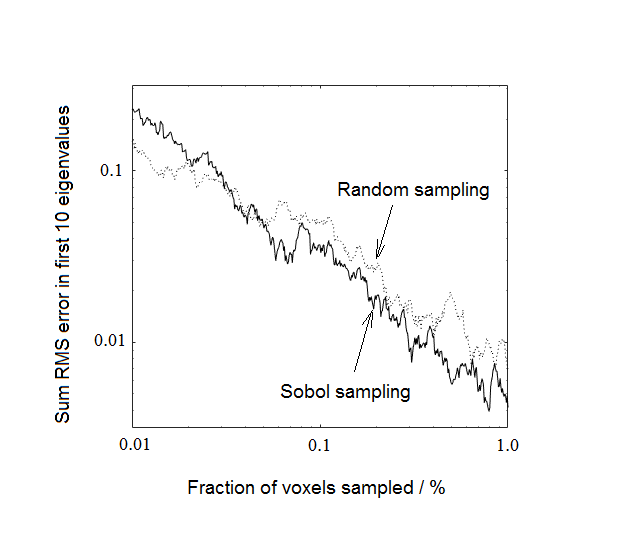 Sum RMS error in first 10 eigenvalues
0.1
0.01
Random sampling
Sobol sampling
0.01
0.1
1.0
Fraction of voxels sampled / %